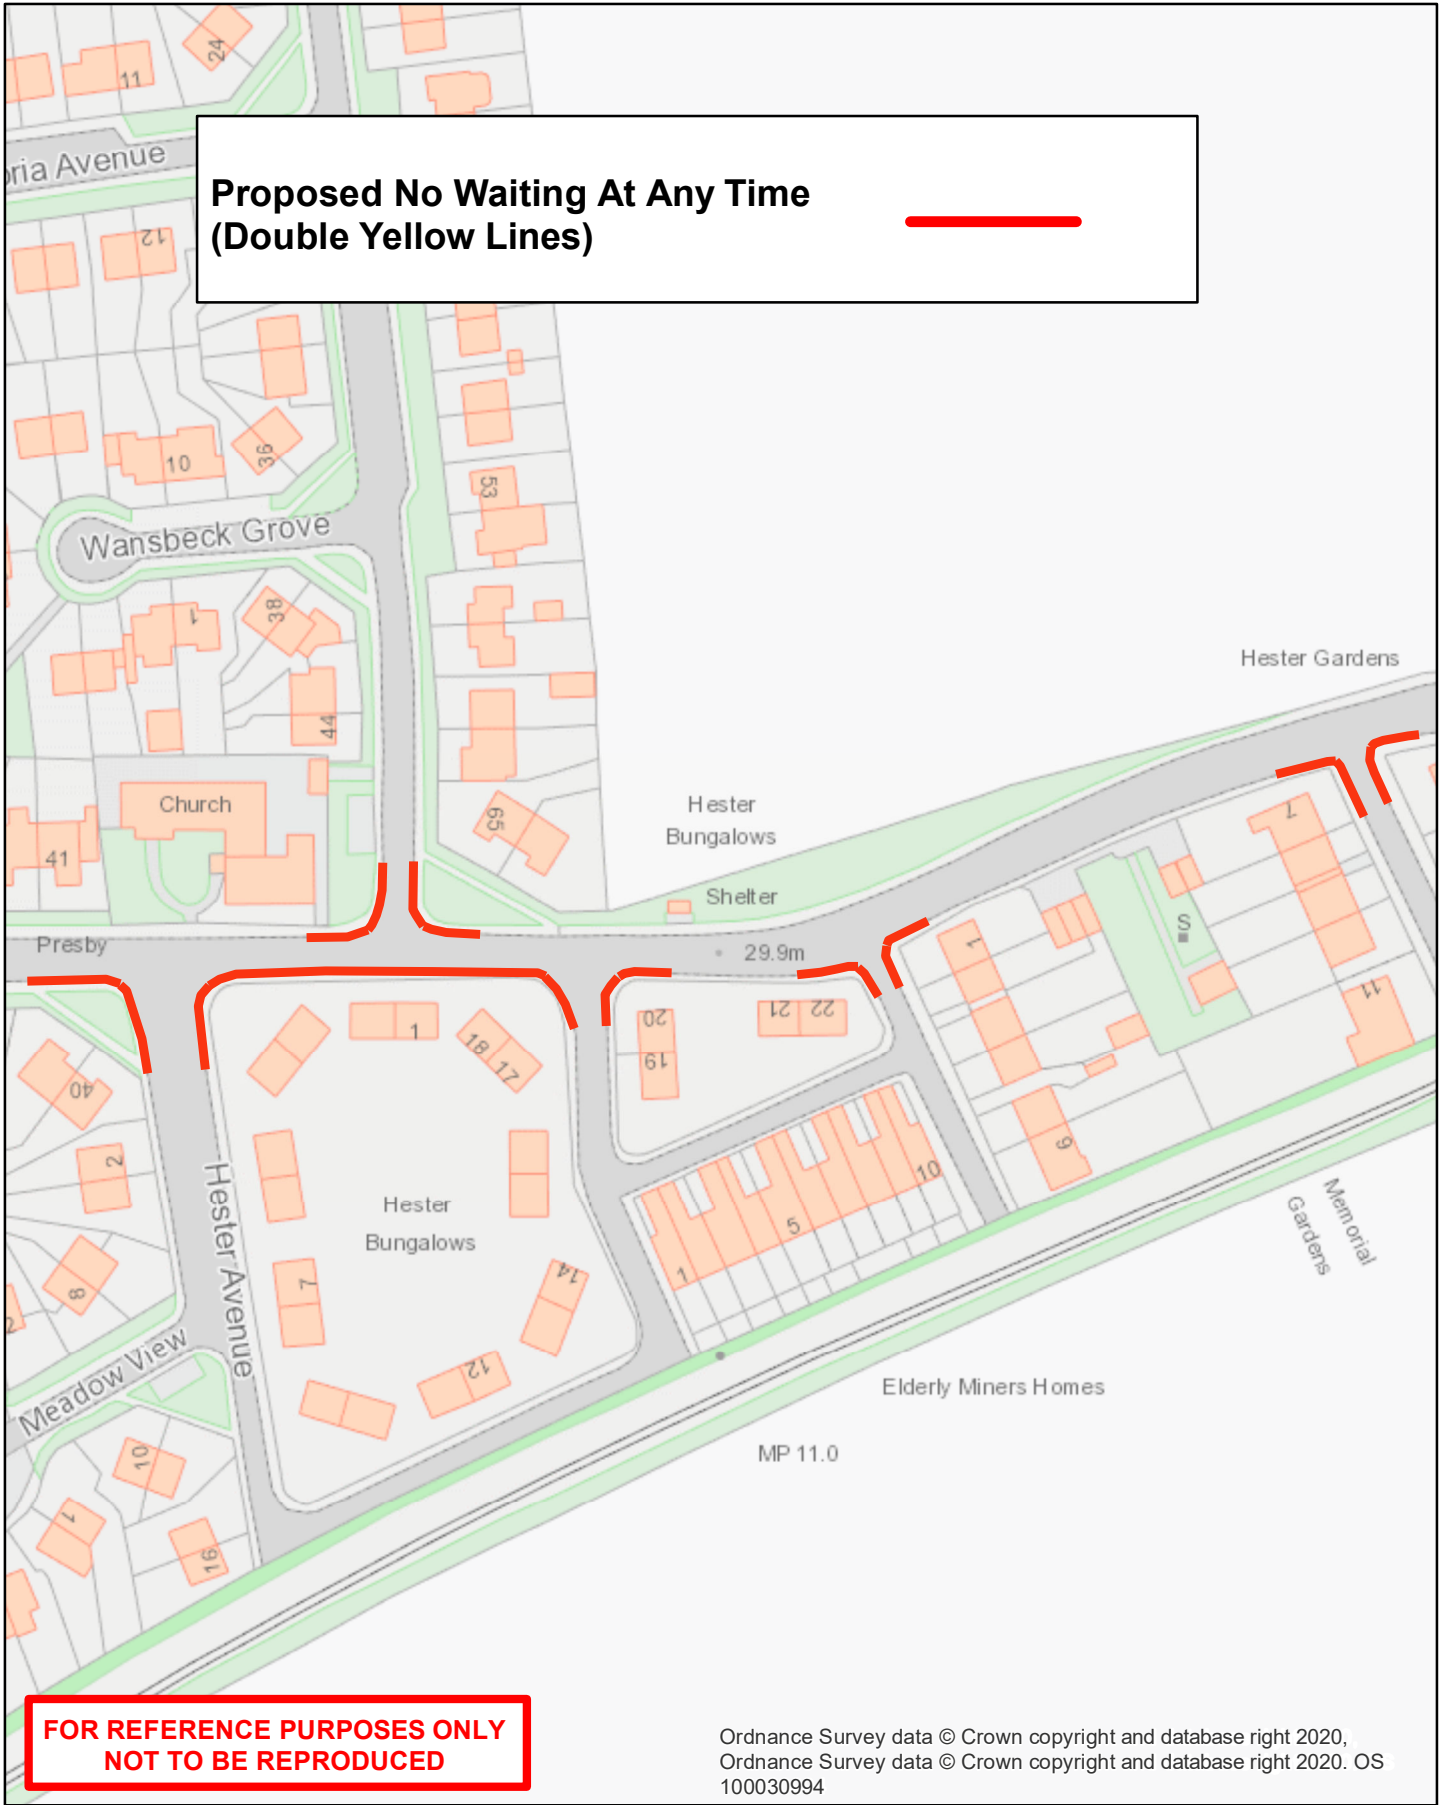 24
11
oria Avenue
Proposed No Waiting At Any Time
(Double Yellow Lines)
12
10
36
53
Wansbeck Grove
1
38
44
Hester Gardens
Church
65
41
Hester
Bungalows
7
Shelter
Presby
29.9m
1
S
11
1
18
17
20
19
21
22
40
2
9
Hester Avenue
Hester
Bungalows
10
5
1
Memorial
Gardens
8
7
14
12
2
Meadow View
Elderly Miners Homes
MP 11.0
10
1
16
FOR REFERENCE PURPOSES ONLY
NOT TO BE REPRODUCED
Ordnance Survey data © Crown copyright and database right 2020,
Ordnance Survey data © Crown copyright and database right 2020. OS
100030994